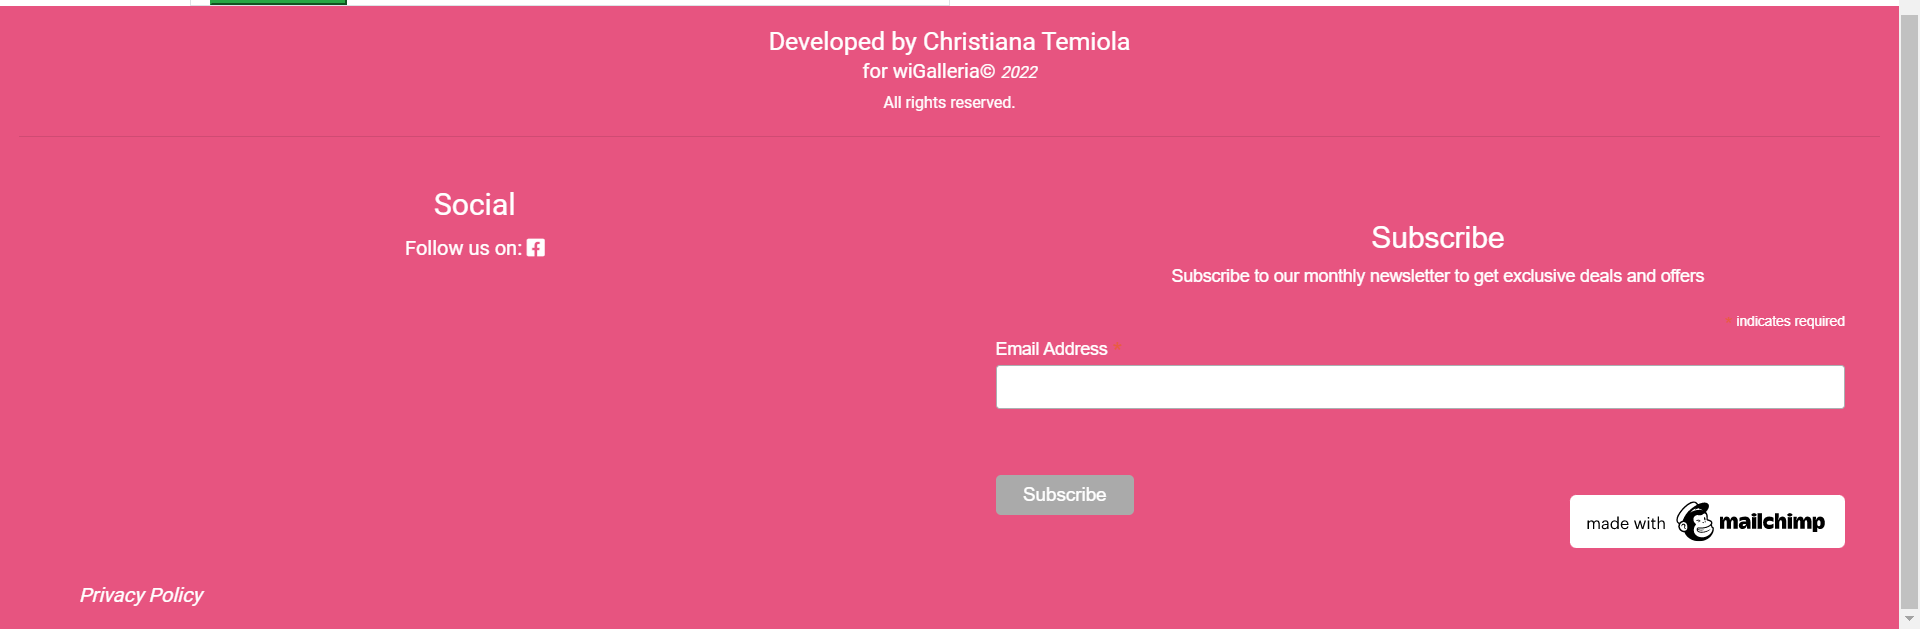 Developed by Christiana Temiola
for wiGalleria© 2022
All rights reserved.
Social
Follow us on:
Subscribe
Subscribe to our monthly newsletter to get exclusive deals and offers
* indicates required
Email Address *
Subscribe
made with mailchimp
Privacy Policy